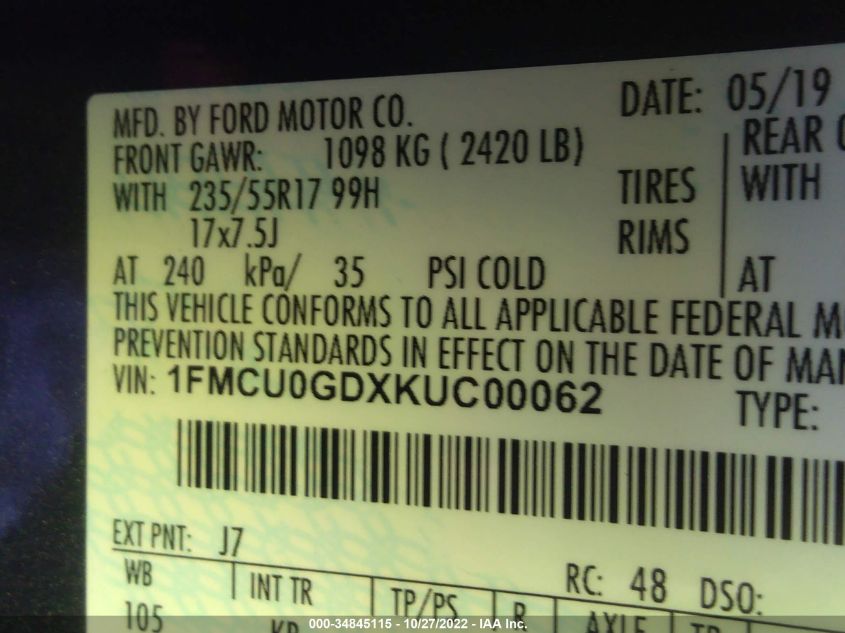 MFD. BY FORD MOTOR CO. DATE: 05/19
FRONT GAWR: 1098 KG ( 2420 LB) REAR
WITH 235/55R17 99H TIRES WITH
17x7.5J RIMS
AT 240 kPa/ 35 PSI COLD AT
THIS VEHICLE CONFORMS TO ALL APPLICABLE FEDERAL M
PREVENTION STANDARDS IN EFFECT ON THE DATE OF MAN
VIN: 1FMCU0GDXKUC00062
TYPE:
EXT PNT: J7 RC: 48 DSO:
WB INT TR TP/PS R AXLE TR
105 KR
000-34845115 - 10/27/2022 - IAA Inc.